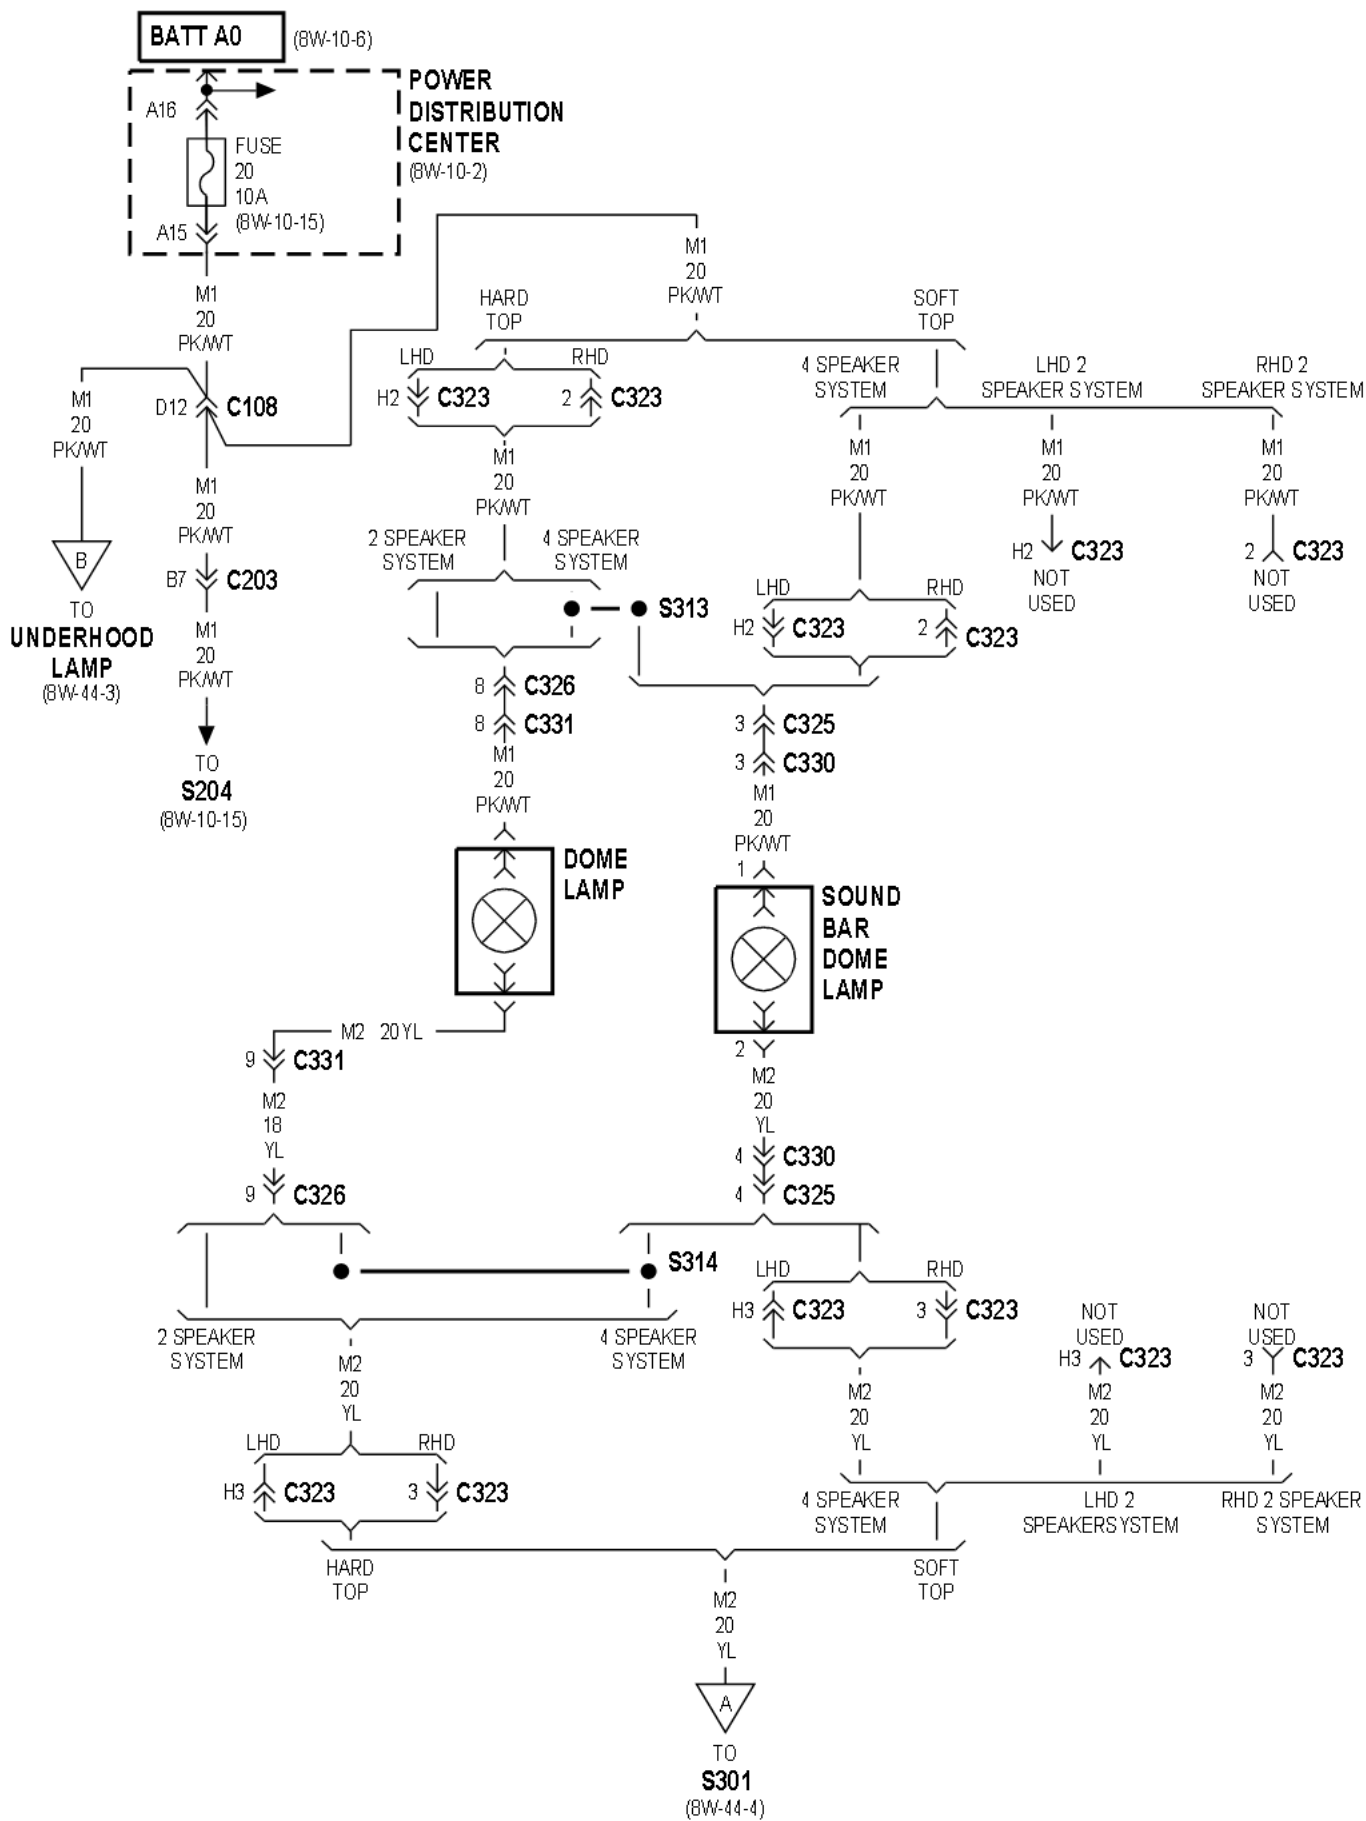 BATT A0 (8W-10-6)
POWER
DISTRIBUTION
CENTER
(8W-10-2)
A16
FUSE
20
10A
(8W-10-15)
A15
M1
20
PK/WT
M1
20
PK/WT
HARD
TOP
SOFT
TOP
M1
20
PK/WT
D12 C108
LHD
RHD
H2 C323
2 C323
4 SPEAKER
SYSTEM
LHD 2
SPEAKER SYSTEM
RHD 2
SPEAKER SYSTEM
M1
20
PK/WT
M1
20
PK/WT
M1
20
PK/WT
M1
20
PK/WT
M1
20
PK/WT
B
TO
UNDERHOOD
LAMP
(8W-44-3)
B7 C203
M1
20
PK/WT
TO
S204
(8W-10-15)
2 SPEAKER
SYSTEM
4 SPEAKER
SYSTEM
S313
H2 C323
NOT
USED
2 C323
NOT
USED
LHD
RHD
H2 C323
2 C323
8 C326
8 C331
M1
20
PK/WT
3 C325
3 C330
M1
20
PK/WT
DOME
LAMP
1
SOUND
BAR
DOME
LAMP
2
M2 20YL
9 C331
M2
18
YL
9 C326
M2
20
YL
4 C330
4 C325
S314
2 SPEAKER
SYSTEM
4 SPEAKER
SYSTEM
LHD
RHD
H3 C323
3 C323
NOT
USED
H3 C323
NOT
USED
3 C323
M2
20
YL
M2
20
YL
M2
20
YL
M2
20
YL
LHD
RHD
H3 C323
3 C323
4 SPEAKER
SYSTEM
LHD 2
SPEAKERSYSTEM
RHD 2 SPEAKER
SYSTEM
HARD
TOP
SOFT
TOP
M2
20
YL
A
TO
S301
(8W-44-4)